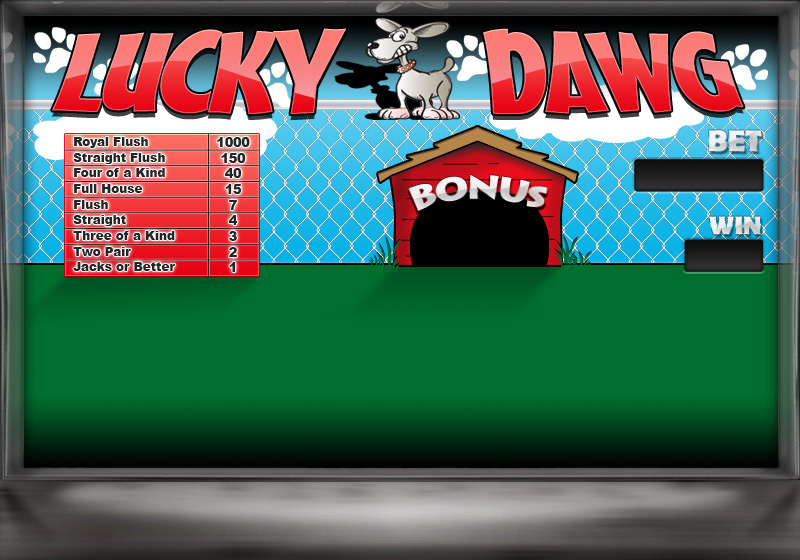 LUCKY DAWG
Royal Flush 1000
Straight Flush 150
Four of a Kind 40
Full House 15
Flush 7
Straight 4
Three of a Kind 3
Two Pair 2
Jacks or Better 1
BONUS
BET
WIN